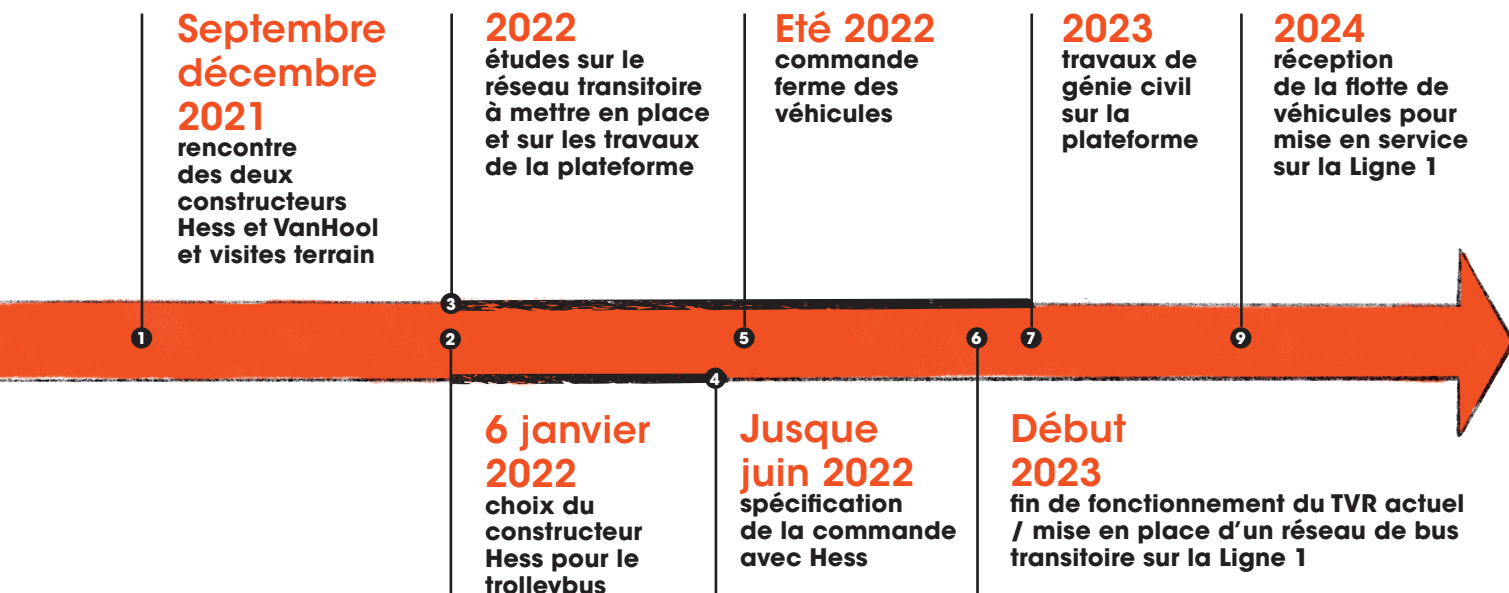 Septembre
décembre
2021
rencontre
des deux
constructeurs
Hess et VanHool
et visites terrain
2022
études sur le
réseau transitoire
à mettre en place
et sur les travaux
de la plateforme
Eté 2022
commande
ferme des
véhicules
2023
travaux de
génie civil
sur la
plateforme
2024
réception
de la flotte de
véhicules pour
mise en service
sur la Ligne 1
3
1
2
5
6
7
9
4
6 janvier
2022
choix du
constructeur
Hess pour le
trolleybus
Jusque
juin 2022
spécification
de la commande
avec Hess
Début
2023
fin de fonctionnement du TVR actuel
/ mise en place d'un réseau de bus
transitoire sur la Ligne 1